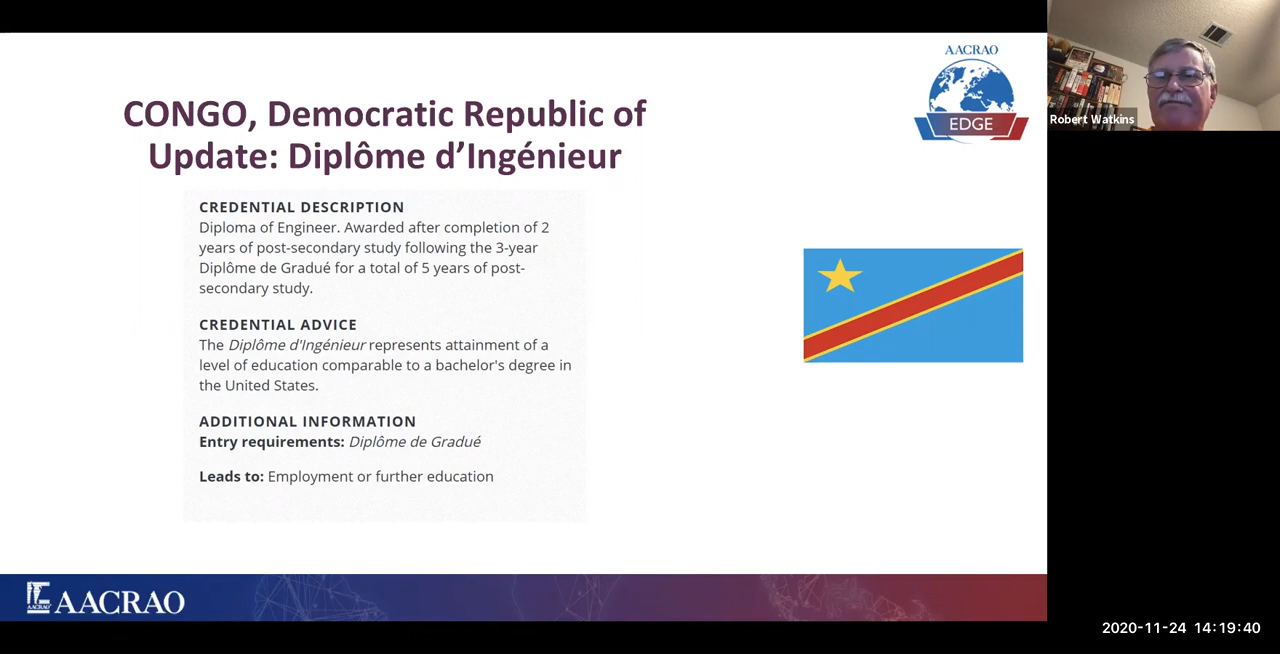 AACRAO
EDGE
Robert Watkins
CONGO, Democratic Republic of
Update: Diplôme d’Ingénieur
CREDENTIAL DESCRIPTION
Diploma of Engineer. Awarded after completion of 2
years of post-secondary study following the 3-year
Diplôme de Gradué for a total of 5 years of post-
secondary study.
CREDENTIAL ADVICE
The Diplôme d'Ingénieur represents attainment of a
level of education comparable to a bachelor's degree in
the United States.
ADDITIONAL INFORMATION
Entry requirements: Diplôme de Gradué
Leads to: Employment or further education
AACRAO
AACRAO
2020-11-24 14:19:40